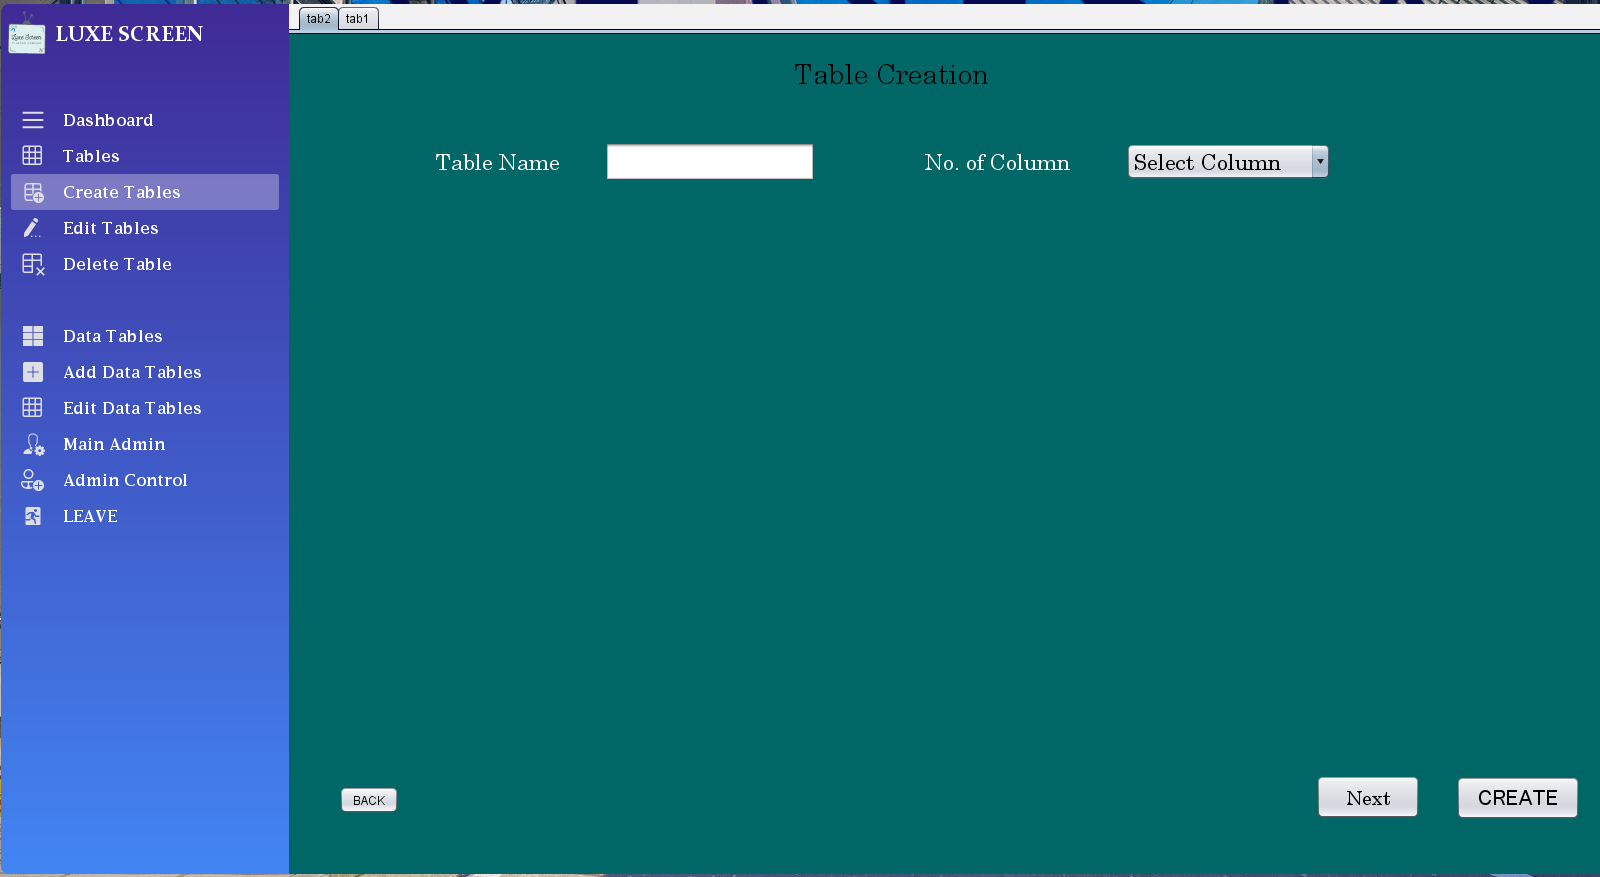 LUXE SCREEN
Dashboard
Tables
Create Tables
Edit Tables
Delete Table
Data Tables
Add Data Tables
Edit Data Tables
Main Admin
Admin Control
LEAVE
tab2 tab1
Table Creation
Table Name No. of Column Select Column
BACK Next CREATE